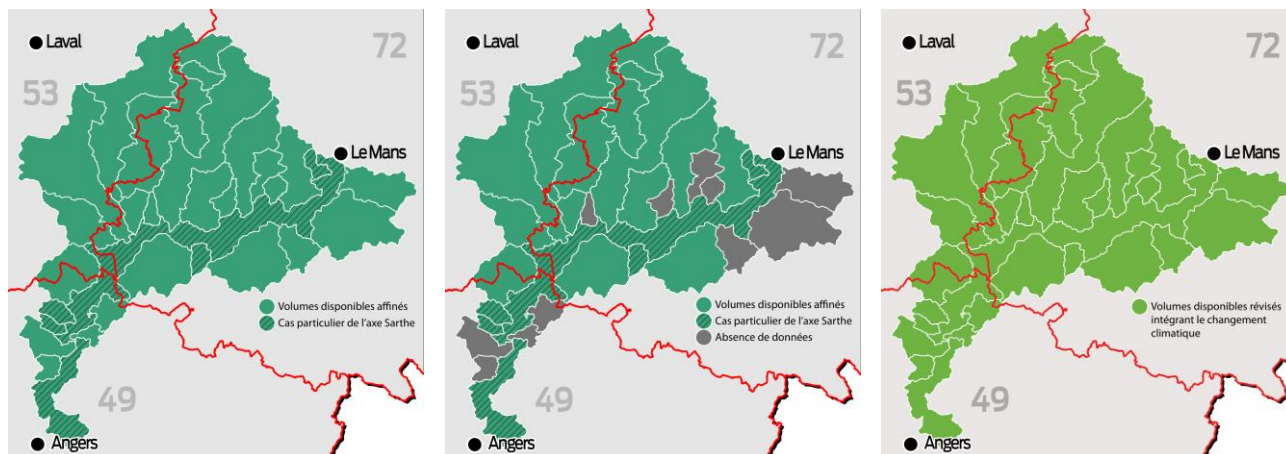 Laval
72
53
Le Mans
Volumes disponibles affinés
Cas particulier de l'axe Sarthe
49
Angers
Laval
72
53
Le Mans
Volumes disponibles affinés
Cas particulier de l'axe Sarthe
Absence de données
49
Angers
72
Laval
53
Le Mans
Volumes disponibles révisés
intégrant le changement
climatique
49
Angers